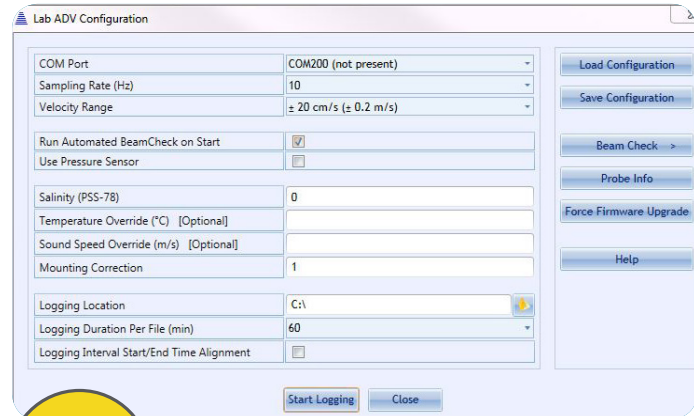 Lab ADV Configuration
COM Port COM200 (not present)
Sampling Rate (Hz) 10
Velocity Range ± 20 cm/s (± 0.2 m/s)
Run Automated BeamCheck on Start
Use Pressure Sensor
Salinity (PSS-78) 0
Temperature Override (°C) [Optional]
Sound Speed Override (m/s) [Optional]
Mounting Correction 1
Logging Location C:\
Logging Duration Per File (min) 60
Logging Interval Start/End Time Alignment
Load Configuration
Save Configuration
Beam Check >
Probe Info
Force Firmware Upgrade
Help
Start Logging Close